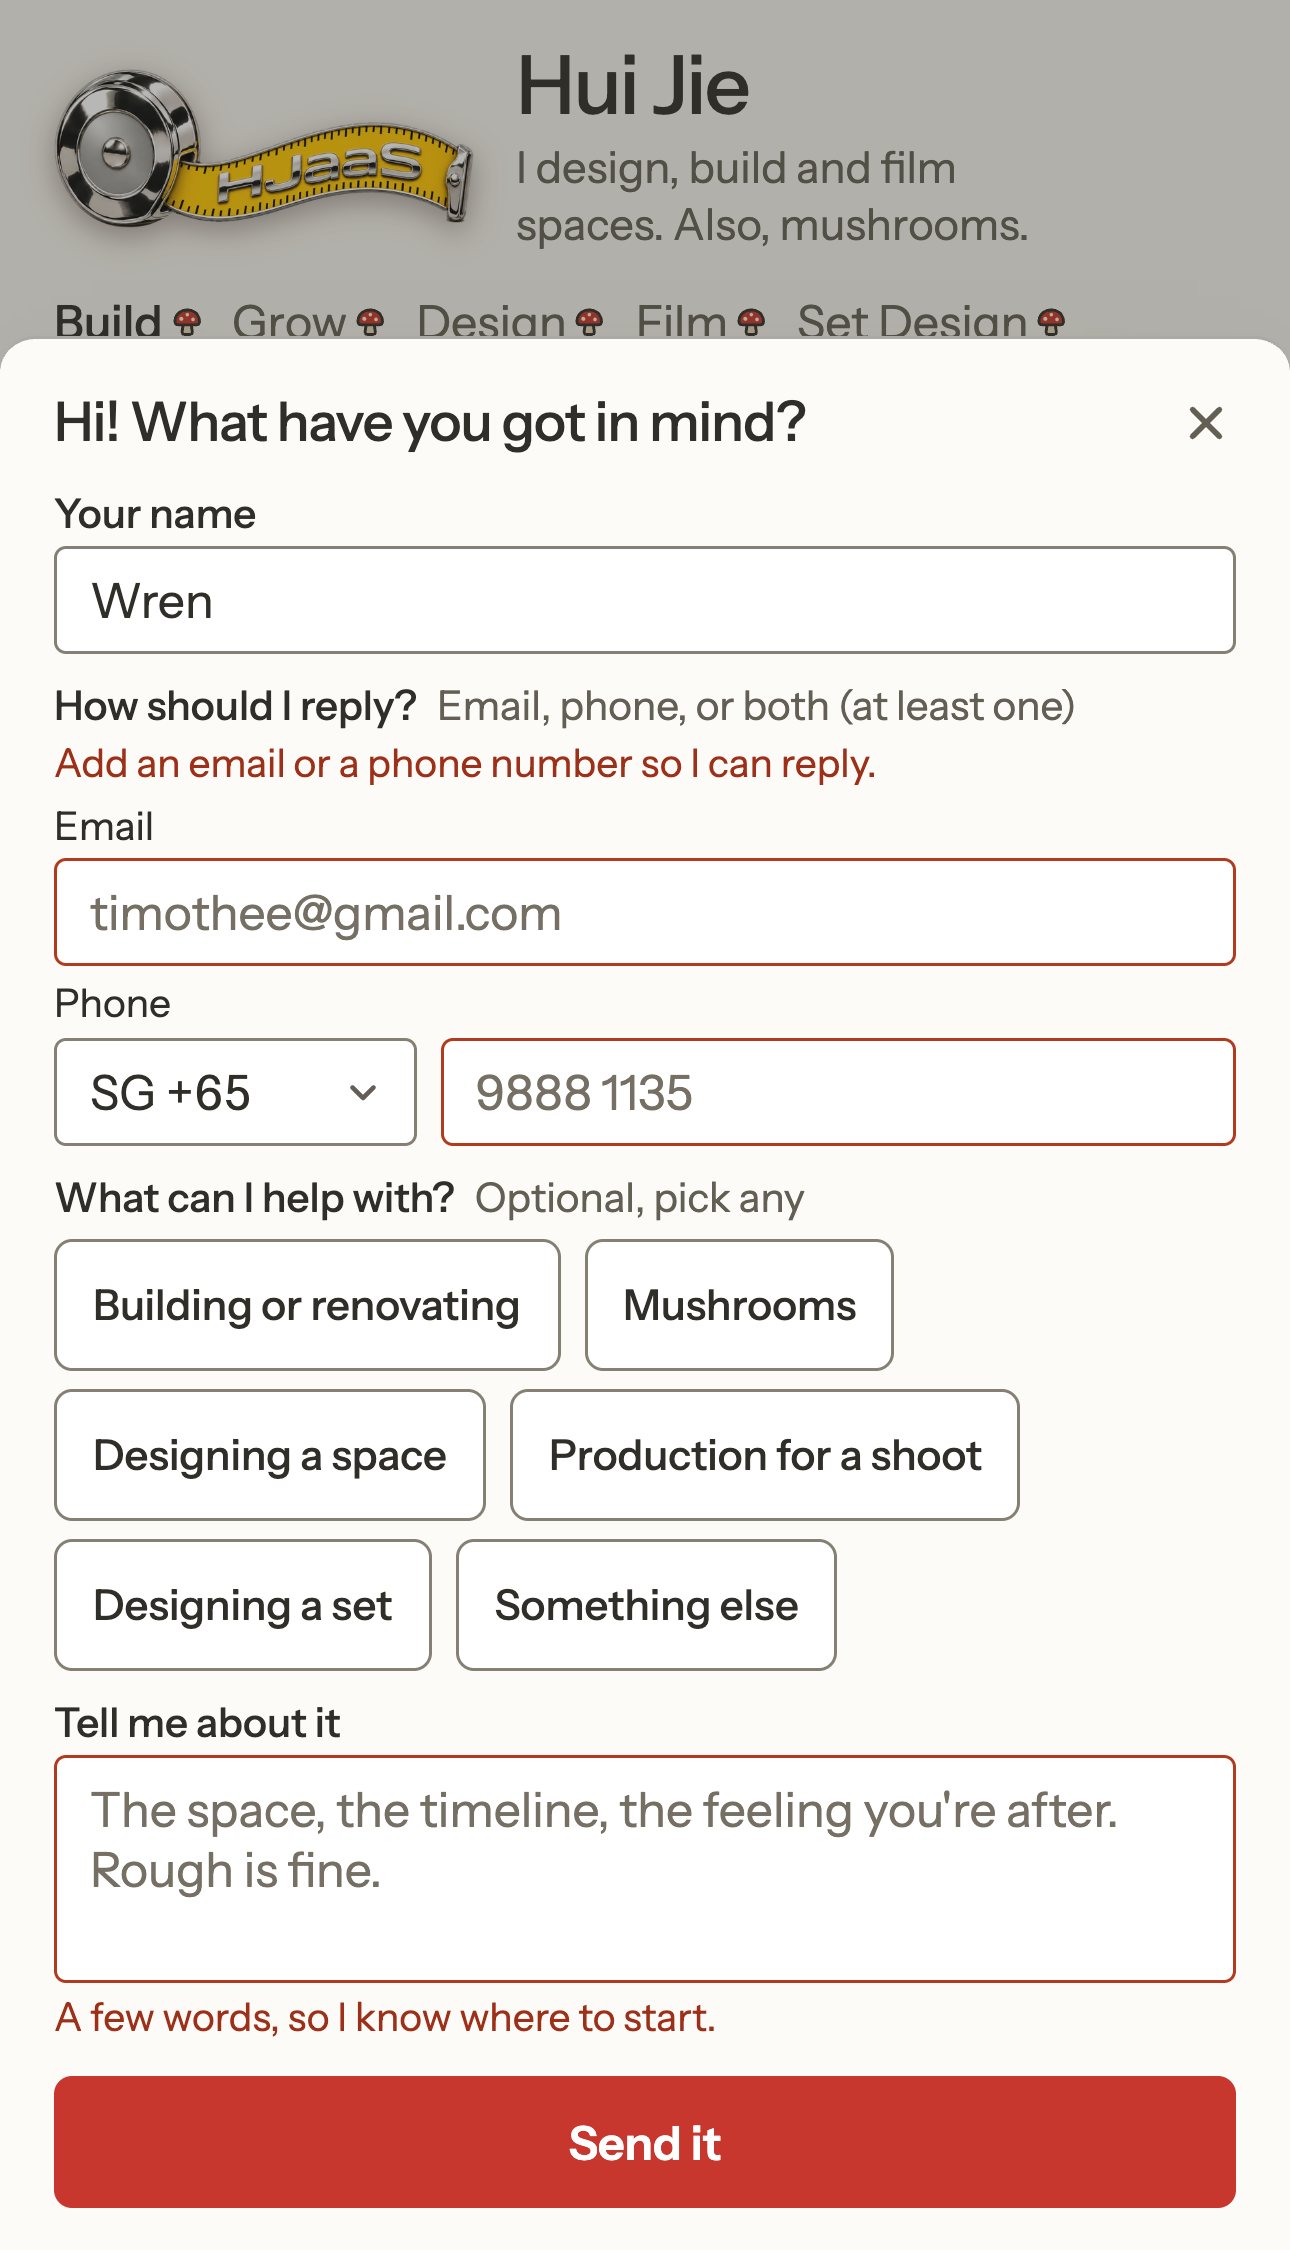 HJaaS
Hui Jie
I design, build and film
spaces. Also, mushrooms.
Build Grow Design Film Set Design
Hi! What have you got in mind?
Your name
Wren
How should I reply? Email, phone, or both (at least one)
Add an email or a phone number so I can reply.
Email
timothee@gmail.com
Phone
SG +65
9888 1135
What can I help with? Optional, pick any
Building or renovating
Mushrooms
Designing a space
Production for a shoot
Designing a set
Something else
Tell me about it
The space, the timeline, the feeling you're after.
Rough is fine.
A few words, so I know where to start.
Send it